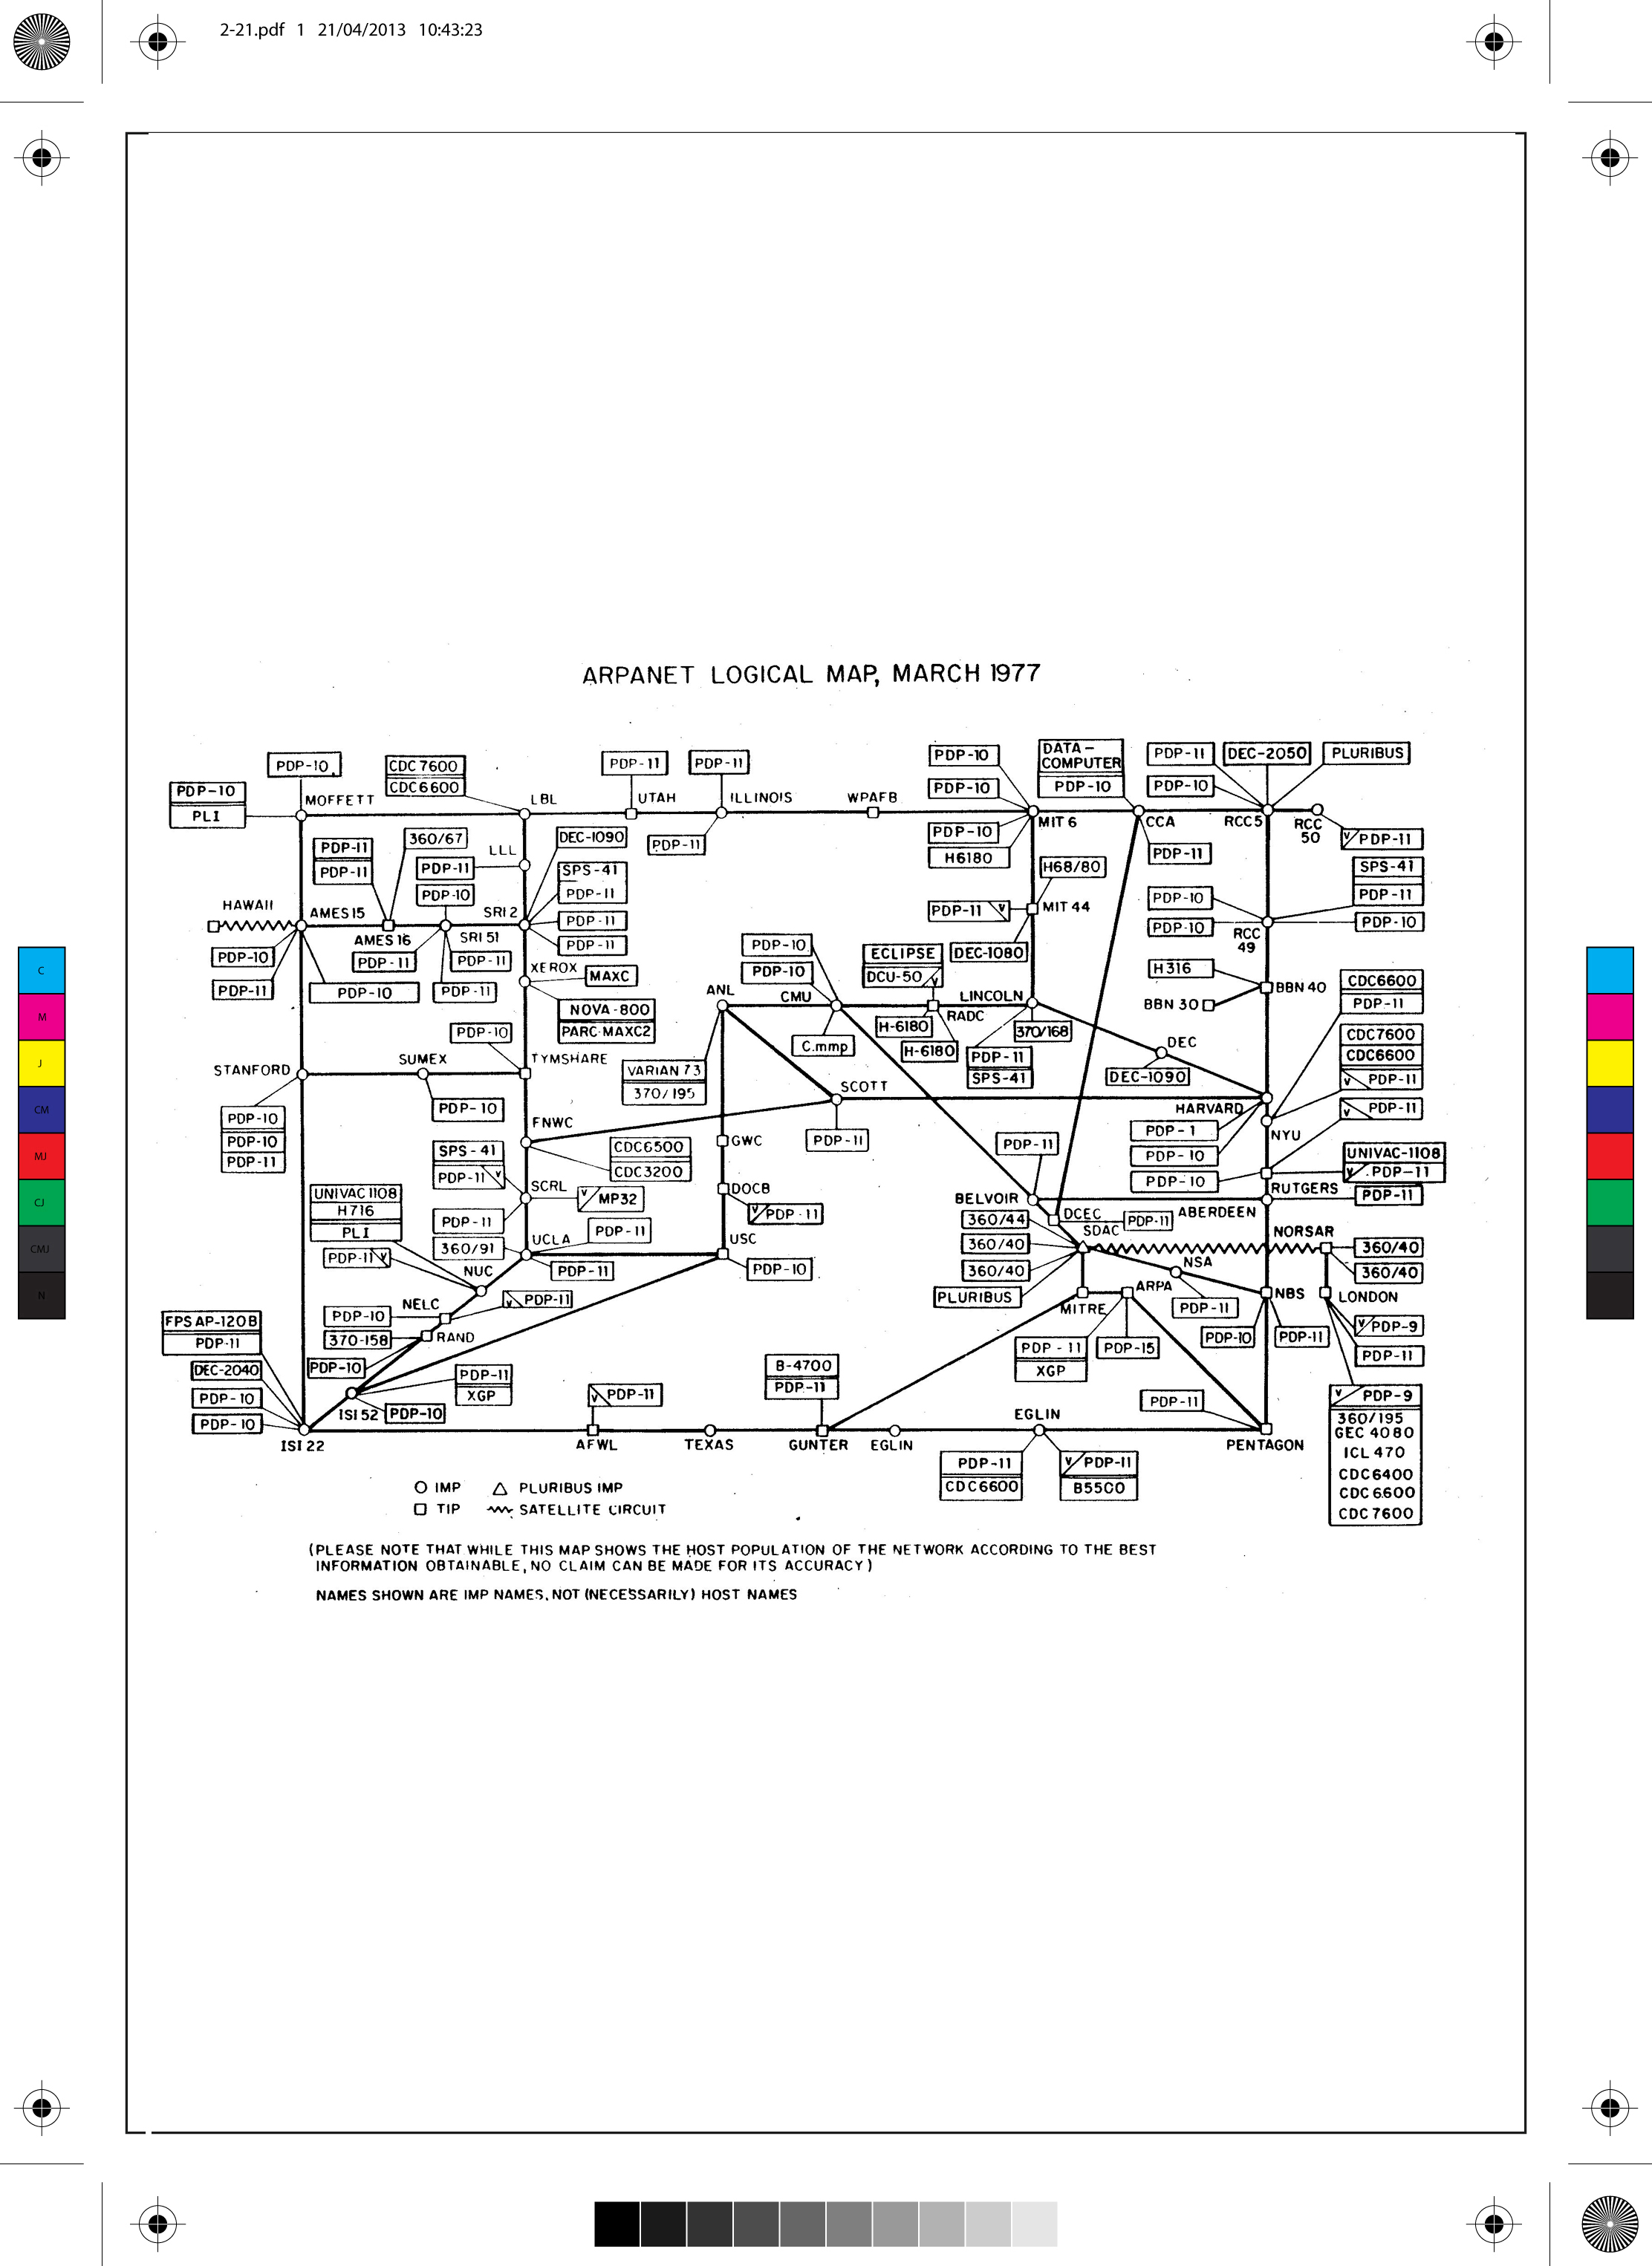 2-21.pdf 1 21/04/2013 10:43:23
C
M
J
CM
MJ
CJ
CMJ
N
ARPANET LOGICAL MAP, MARCH 1977
PDP-10
PDP-10
PLI
MOFFETT
CDC 7600
CDC6600
LBL
PDP-11
UTAH
PDP-11
ILLINOIS
PDP-11
WPAFB
PDP-10
PDP-10
PDP-10
H6180
MIT 6
DATA-
COMPUTER
PDP-10
CCA
PDP-11
PDP-11
DEC-2050
PLURIBUS
PDP-10
RCC5
RCC
50
V PDP-11
PDP-11
PDP-11
360/67
LLL
PDP-11
DEC-1090
SPS-41
PDP-11
PDP-11
PDP-11
PDP-10
HAWAII
AMES 15
AMES 16
SRI 51
SRI 2
PDP-10
PDP-11
PDP-10
PDP-11
PDP-11
PDP-11
XEROX
MAXC
NOVA-800
PARC-MAXC2
H68/80
PDP-11 V
MIT 44
DEC-1080
PDP-10
PDP-10
RCC
49
SPS-41
PDP-11
PDP-10
H316
BBN 40
BBN 30
PDP-10
PDP-10
ANL
CMU
C.mmp
ECLIPSE
DCU-50 V
RADC
H-6180
H-6180
LINCOLN
370/168
PDP-11
SPS-41
DEC
DEC-1090
CDC6600
PDP-11
CDC7600
CDC6600
V PDP-11
V PDP-11
STANFORD
PDP-10
PDP-10
PDP-11
SUMEX
PDP-10
PDP-10
TYMSHARE
VARIAN 73
370/195
SCOTT
PDP-11
HARVARD
PDP-1
PDP-10
NYU
PDP-10
RUTGERS
UNIVAC-1108
V PDP-11
PDP-11
FNWC
CDC6500
CDC3200
GWC
SPS-41
PDP-11 V
SCRL
V MP32
PDP-11
DOCB
V PDP-11
PDP-11
BELVOIR
DCEC
PDP-11
ABERDEEN
UNIVAC 1108
H716
PLI
PDP-11 V
360/91
UCLA
PDP-11
PDP-11
USC
PDP-10
360/44
360/40
360/40
PLURIBUS
SDAC
NORSAR
360/40
360/40
NUC
NSA
PDP-11
NELC
PDP-10
V PDP-11
370-158
RAND
MITRE
ARPA
PDP-11
XGP
PDP-15
NBS
PDP-10
PDP-11
LONDON
V PDP-9
PDP-11
V PDP-9
360/195
GEC 4080
ICL 470
CDC6400
CDC6600
CDC7600
FPS AP-120B
PDP-11
DEC-2040
PDP-10
PDP-10
PDP-10
ISI 52
PDP-11
XGP
PDP-10
ISI 22
V PDP-11
AFWL
TEXAS
B-4700
PDP-11
GUNTER
EGLIN
EGLIN
PDP-11
CDC6600
V PDP-11
B5500
PDP-11
PENTAGON
IMP
PLURIBUS IMP
TIP
SATELLITE CIRCUIT
(PLEASE NOTE THAT WHILE THIS MAP SHOWS THE HOST POPULATION OF THE NETWORK ACCORDING TO THE BEST
INFORMATION OBTAINABLE, NO CLAIM CAN BE MADE FOR ITS ACCURACY)
NAMES SHOWN ARE IMP NAMES, NOT (NECESSARILY) HOST NAMES